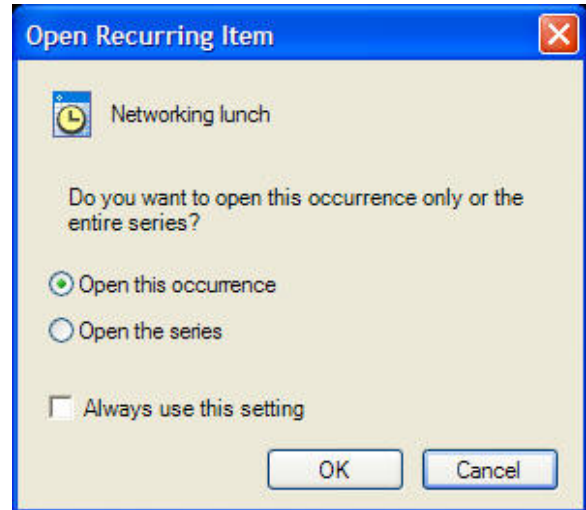 Open Recurring Item
Networking lunch
Do you want to open this occurrence only or the
entire series?
Open this occurrence
Open the series
Always use this setting
OK Cancel